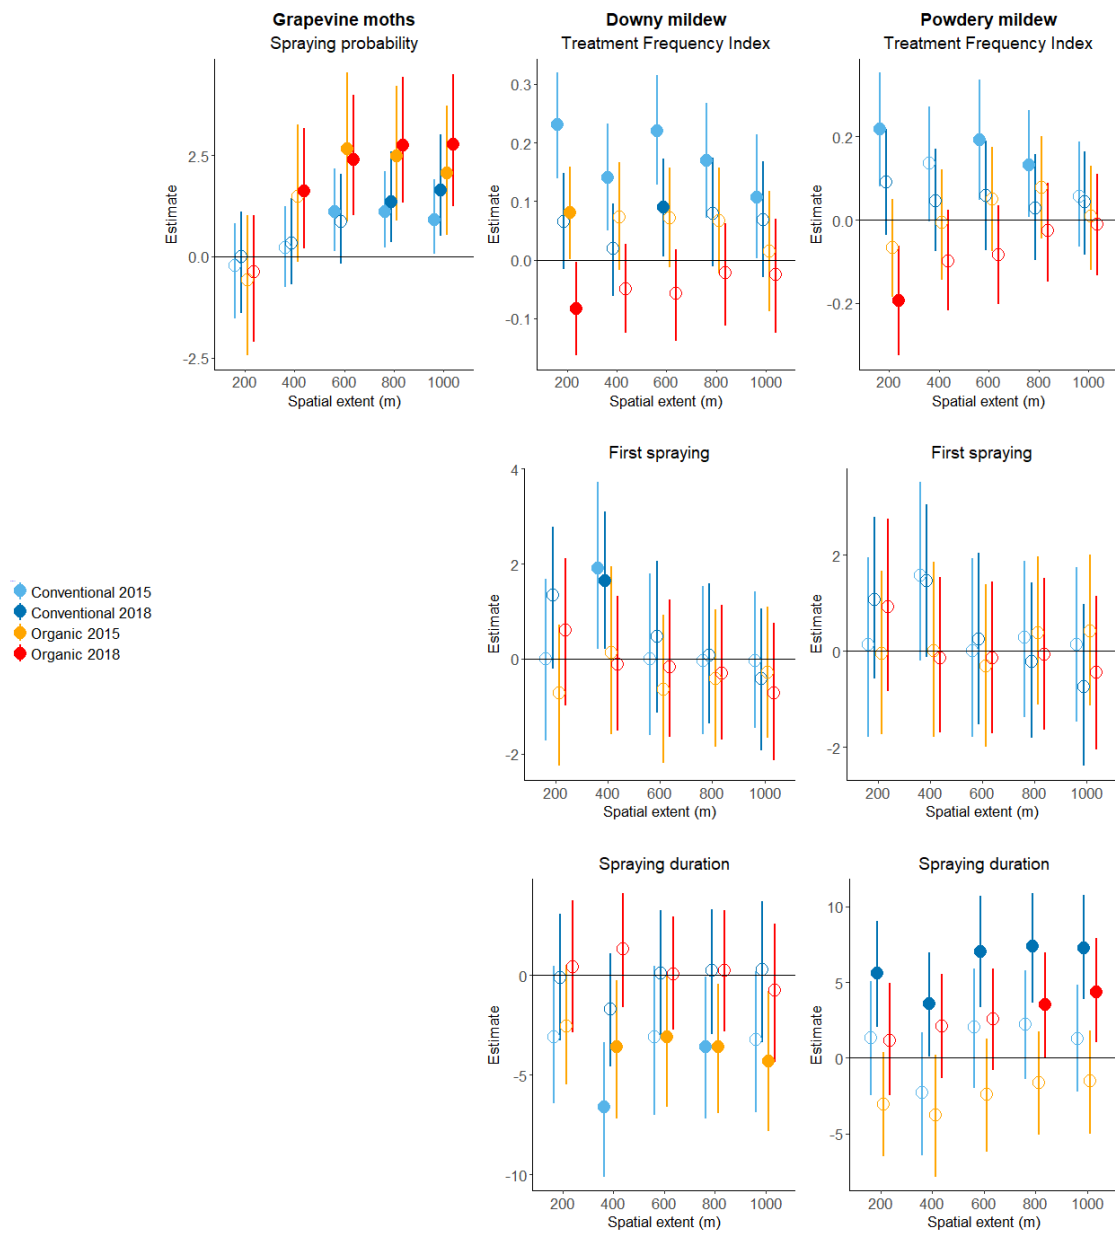 Grapevine moths
Spraying probability
Estimate
2.5
0.0
-2.5
200 400 600 800 1000
Spatial extent (m)
Downy mildew
Treatment Frequency Index
Estimate
0.3
0.2
0.1
0.0
-0.1
200 400 600 800 1000
Spatial extent (m)
Powdery mildew
Treatment Frequency Index
Estimate
0.2
0.0
-0.2
200 400 600 800 1000
Spatial extent (m)
First spraying
Estimate
4
2
0
-2
200 400 600 800 1000
Spatial extent (m)
First spraying
Estimate
2
0
-2
200 400 600 800 1000
Spatial extent (m)
Conventional 2015
Conventional 2018
Organic 2015
Organic 2018
Spraying duration
Estimate
0
-5
-10
200 400 600 800 1000
Spatial extent (m)
Spraying duration
Estimate
10
5
0
-5
200 400 600 800 1000
Spatial extent (m)